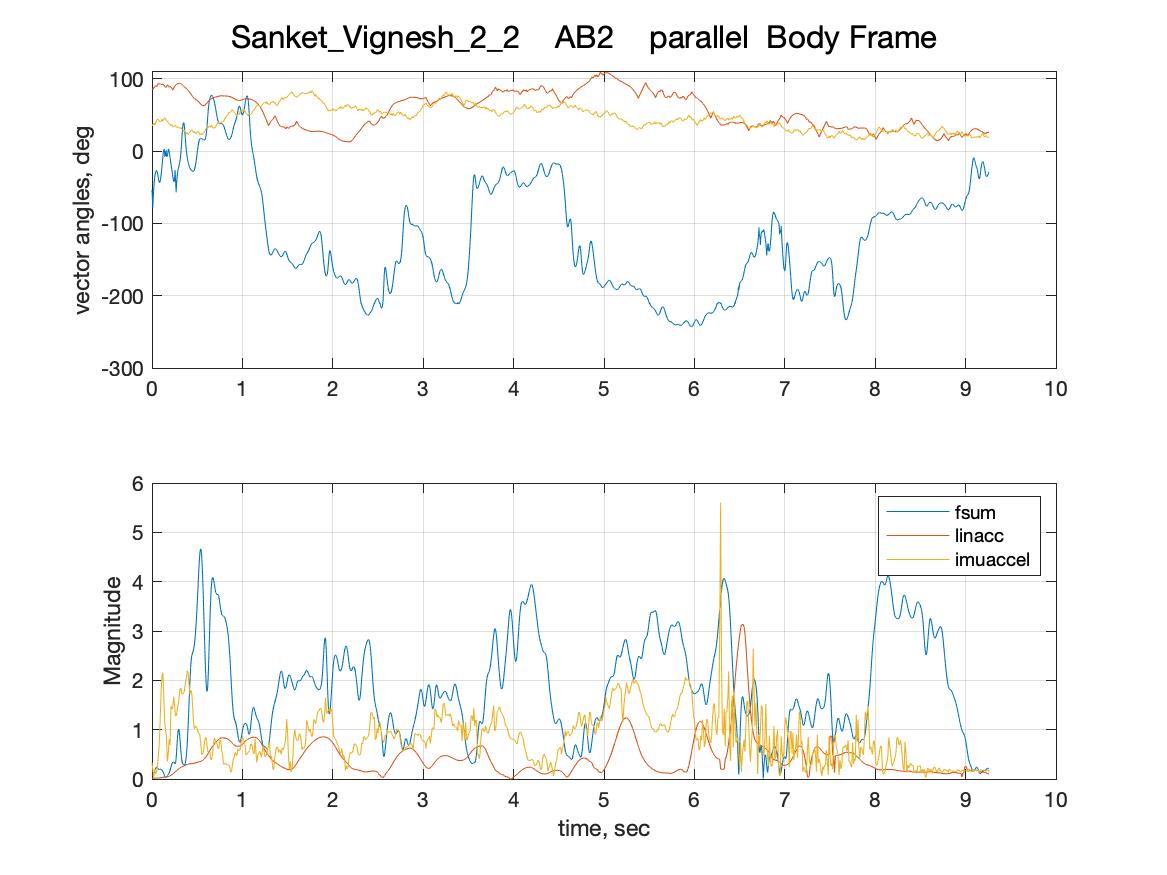 Sanket_Vignesh_2_2 AB2 parallel Body Frame
vector angles, deg
100
0
-100
-200
-300
0 1 2 3 4 5 6 7 8 9 10
Magnitude
6
5
4
3
2
1
0
fsum
linacc
imuaccel
0 1 2 3 4 5 6 7 8 9 10
time, sec